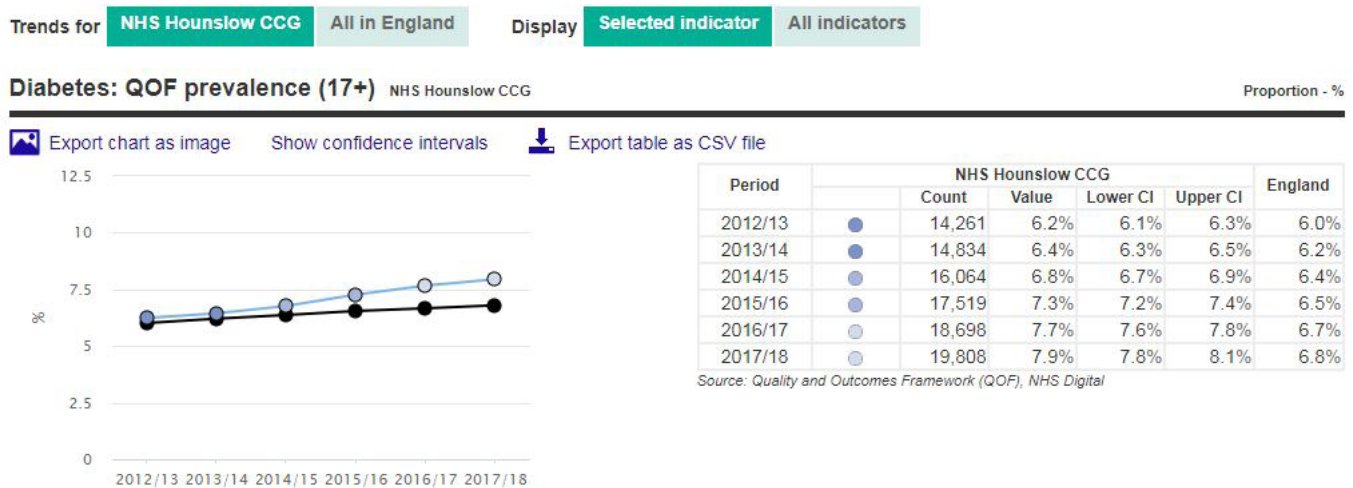 Trends for NHS Hounslow CCG All in England Display Selected indicator All indicators
Diabetes: QOF prevalence (17+) NHS Hounslow CCG Proportion - %
Export chart as image Show confidence intervals Export table as CSV file
12.5
10
7.5
%
5
2.5
0
2012/13 2013/14 2014/15 2015/16 2016/17 2017/18
Period NHS Hounslow CCG England
Count Value Lower CI Upper CI
2012/13 14,261 6.2% 6.1% 6.3% 6.0%
2013/14 14,834 6.4% 6.3% 6.5% 6.2%
2014/15 16,064 6.8% 6.7% 6.9% 6.4%
2015/16 17,519 7.3% 7.2% 7.4% 6.5%
2016/17 18,698 7.7% 7.6% 7.8% 6.7%
2017/18 19,808 7.9% 7.8% 8.1% 6.8%
Source: Quality and Outcomes Framework (QOF), NHS Digital